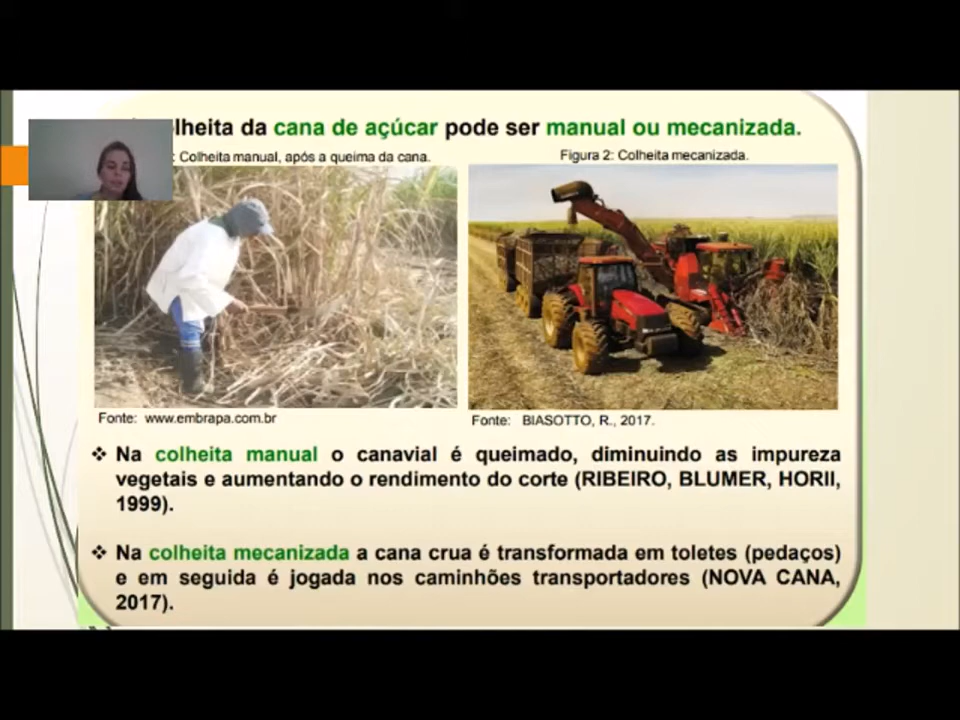 lheita da cana de açúcar pode ser manual ou mecanizada.
: Colheita manual, após a queima da cana.
Figura 2: Colheita mecanizada.
Fonte: www.embrapa.com.br
Fonte: BIASOTTO, R., 2017.
❖ Na colheita manual o canavial é queimado, diminuindo as impureza
vegetais e aumentando o rendimento do corte (RIBEIRO, BLUMER, HORII,
1999).
❖ Na colheita mecanizada a cana crua é transformada em toletes (pedaços)
e em seguida é jogada nos caminhões transportadores (NOVA CANA,
2017).